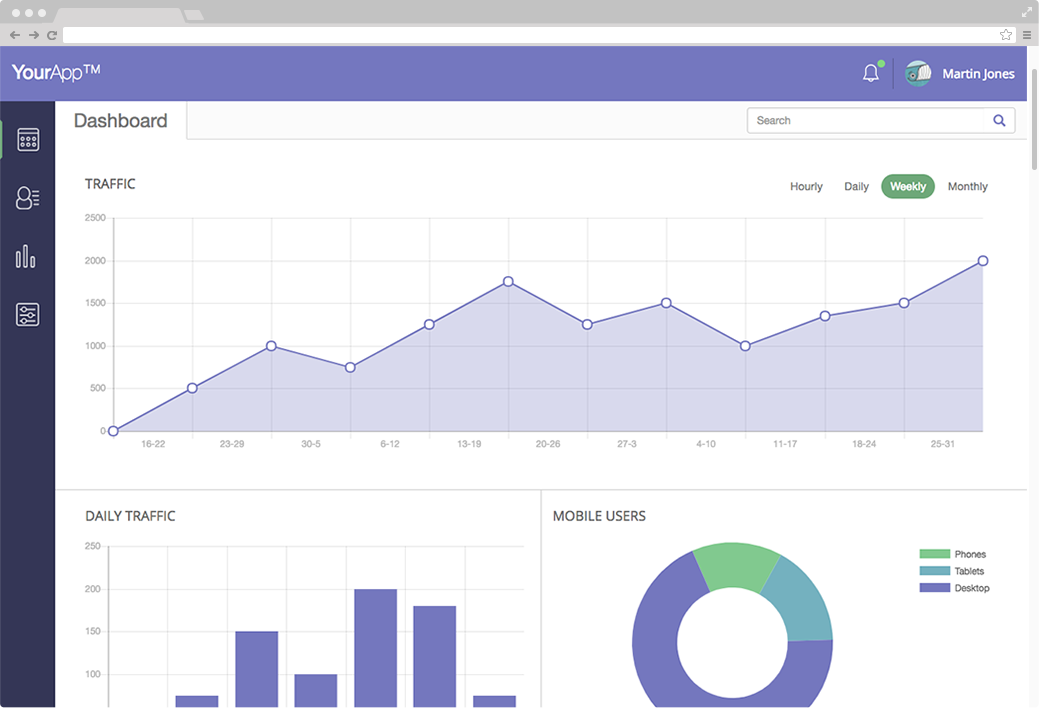 YourApp™
Martin Jones
Dashboard
Search
TRAFFIC
Hourly Daily Weekly Monthly
2500
2000
1500
1000
500
0
16-22 23-29 30-5 6-12 13-19 20-26 27-3 4-10 11-17 18-24 25-31
DAILY TRAFFIC
250
200
150
100
MOBILE USERS
Phones
Tablets
Desktop